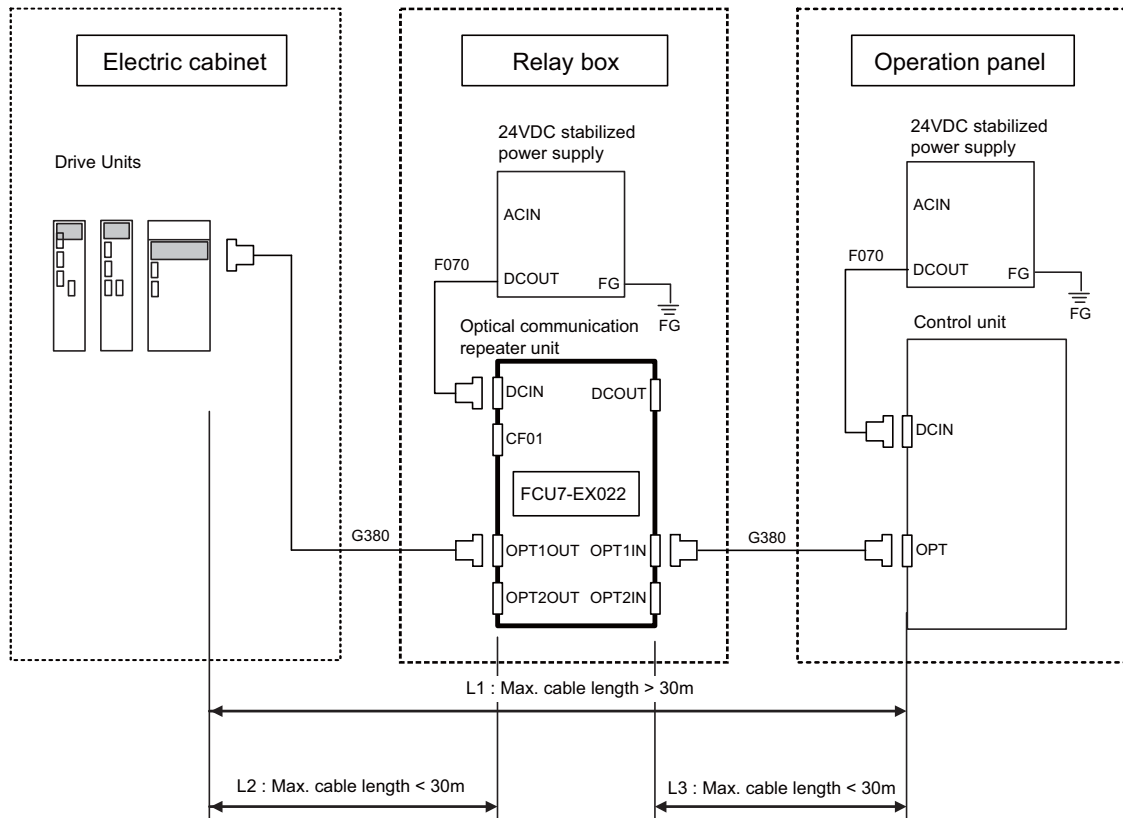 Electric cabinet
Relay box
Operation panel
Drive Units
24VDC stabilized
power supply
ACIN
F070
DCOUT
FG
FG
Optical communication
repeater unit
DCIN
DCOUT
CF01
FCU7-EX022
G380
OPT1OUT
OPT1IN
OPT2OUT
OPT2IN
G380
24VDC stabilized
power supply
ACIN
F070
DCOUT
FG
FG
Control unit
DCIN
OPT
L1 : Max. cable length > 30m
L2 : Max. cable length < 30m
L3 : Max. cable length < 30m